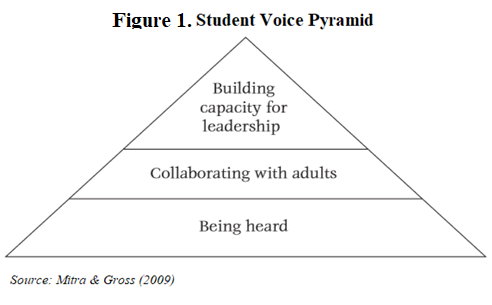 Figure 1. Student Voice Pyramid
Building
capacity for
leadership
Collaborating with adults
Being heard
Source: Mitra & Gross (2009)